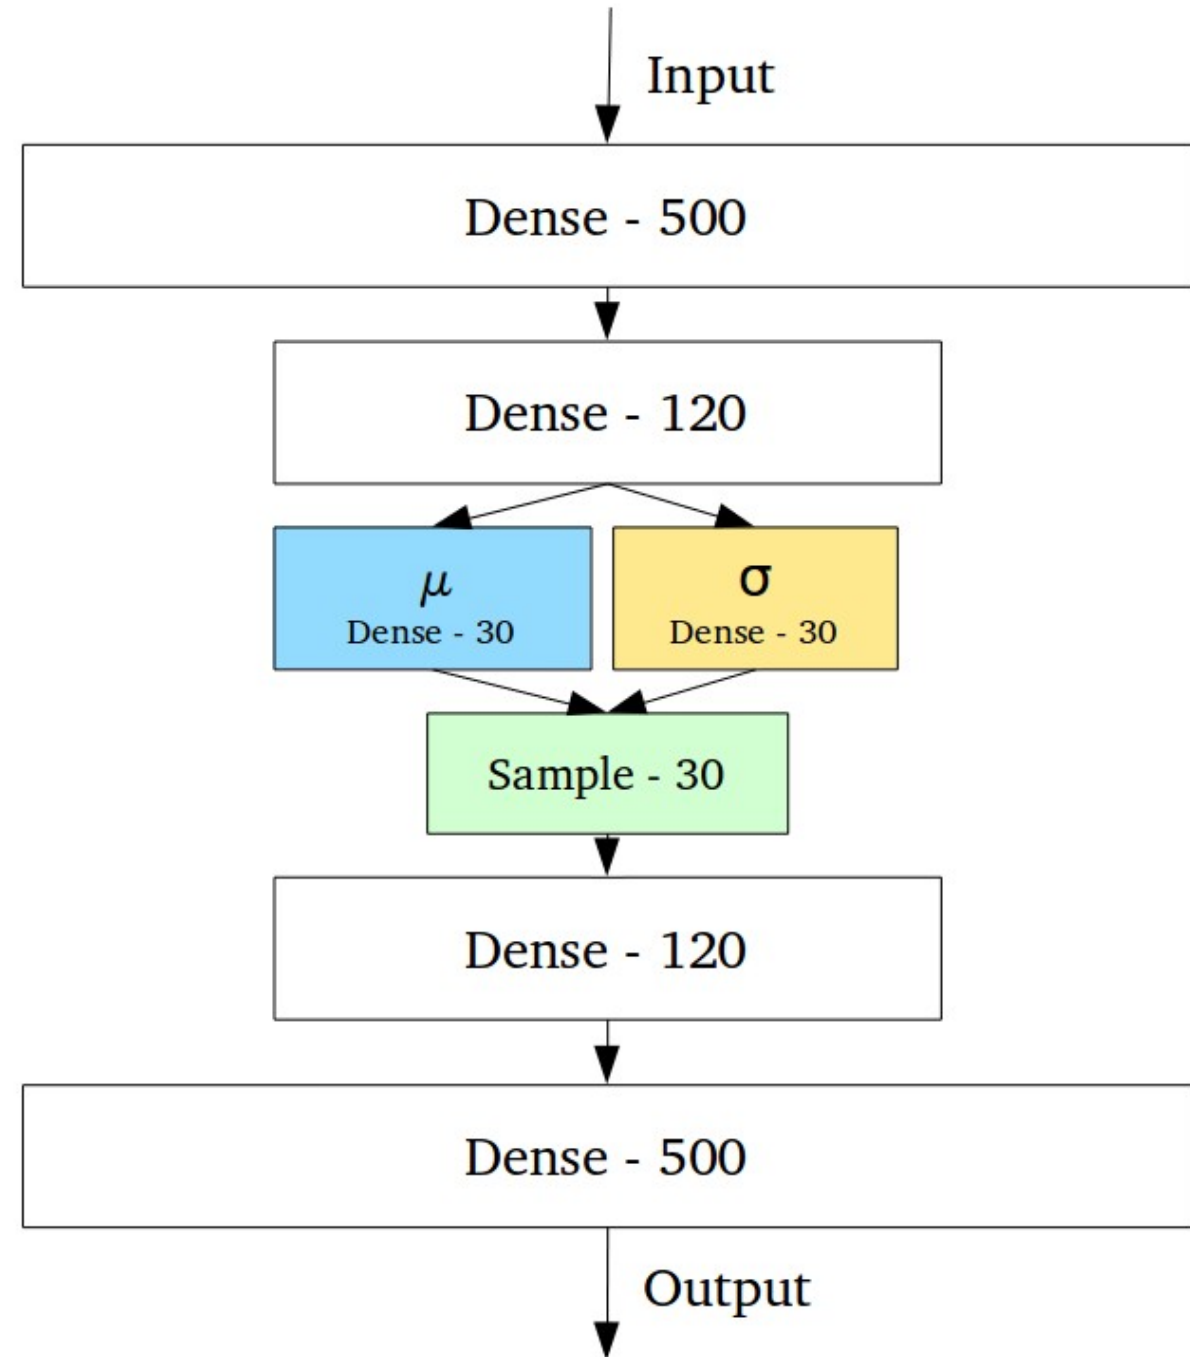 Input
Dense - 500
Dense - 120
μ
Dense - 30
σ
Dense - 30
Sample - 30
Dense - 120
Dense - 500
Output